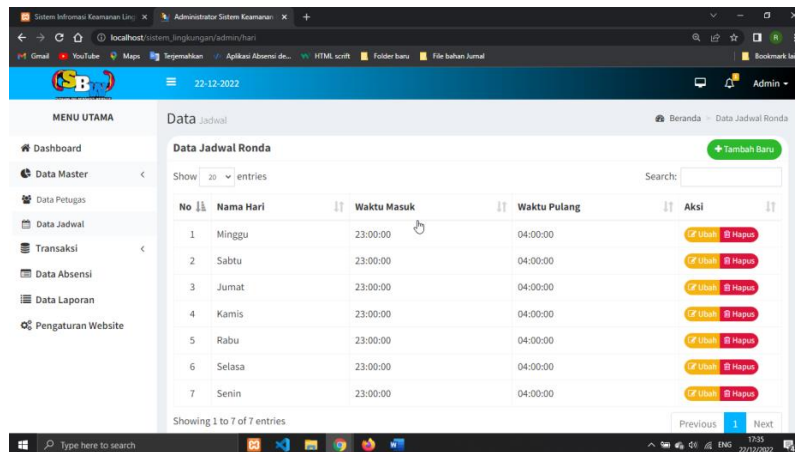 Sistem Infromasi Keamanan Ling
Administrator Sistem Keamanan
localhost/sistem_lingkungan/admin/hari
Gmail YouTube Maps Terjemahkan Aplikasi Absensi de... HTML scrift Folder baru File bahan Jurnal Bookmark lai
SB
22-12-2022
Admin
MENU UTAMA
Dashboard
Data Master
Data Petugas
Data Jadwal
Transaksi
Data Absensi
Data Laporan
Pengaturan Website
Data Jadwal
Beranda > Data Jadwal Ronda
Data Jadwal Ronda
+ Tambah Baru
Show 20 entries
Search:
No Nama Hari Waktu Masuk Waktu Pulang Aksi
1 Minggu 23:00:00 04:00:00 Ubah Hapus
2 Sabtu 23:00:00 04:00:00 Ubah Hapus
3 Jumat 23:00:00 04:00:00 Ubah Hapus
4 Kamis 23:00:00 04:00:00 Ubah Hapus
5 Rabu 23:00:00 04:00:00 Ubah Hapus
6 Selasa 23:00:00 04:00:00 Ubah Hapus
7 Senin 23:00:00 04:00:00 Ubah Hapus
Showing 1 to 7 of 7 entries
Previous 1 Next
Type here to search
ENG
17:35
22/12/2022